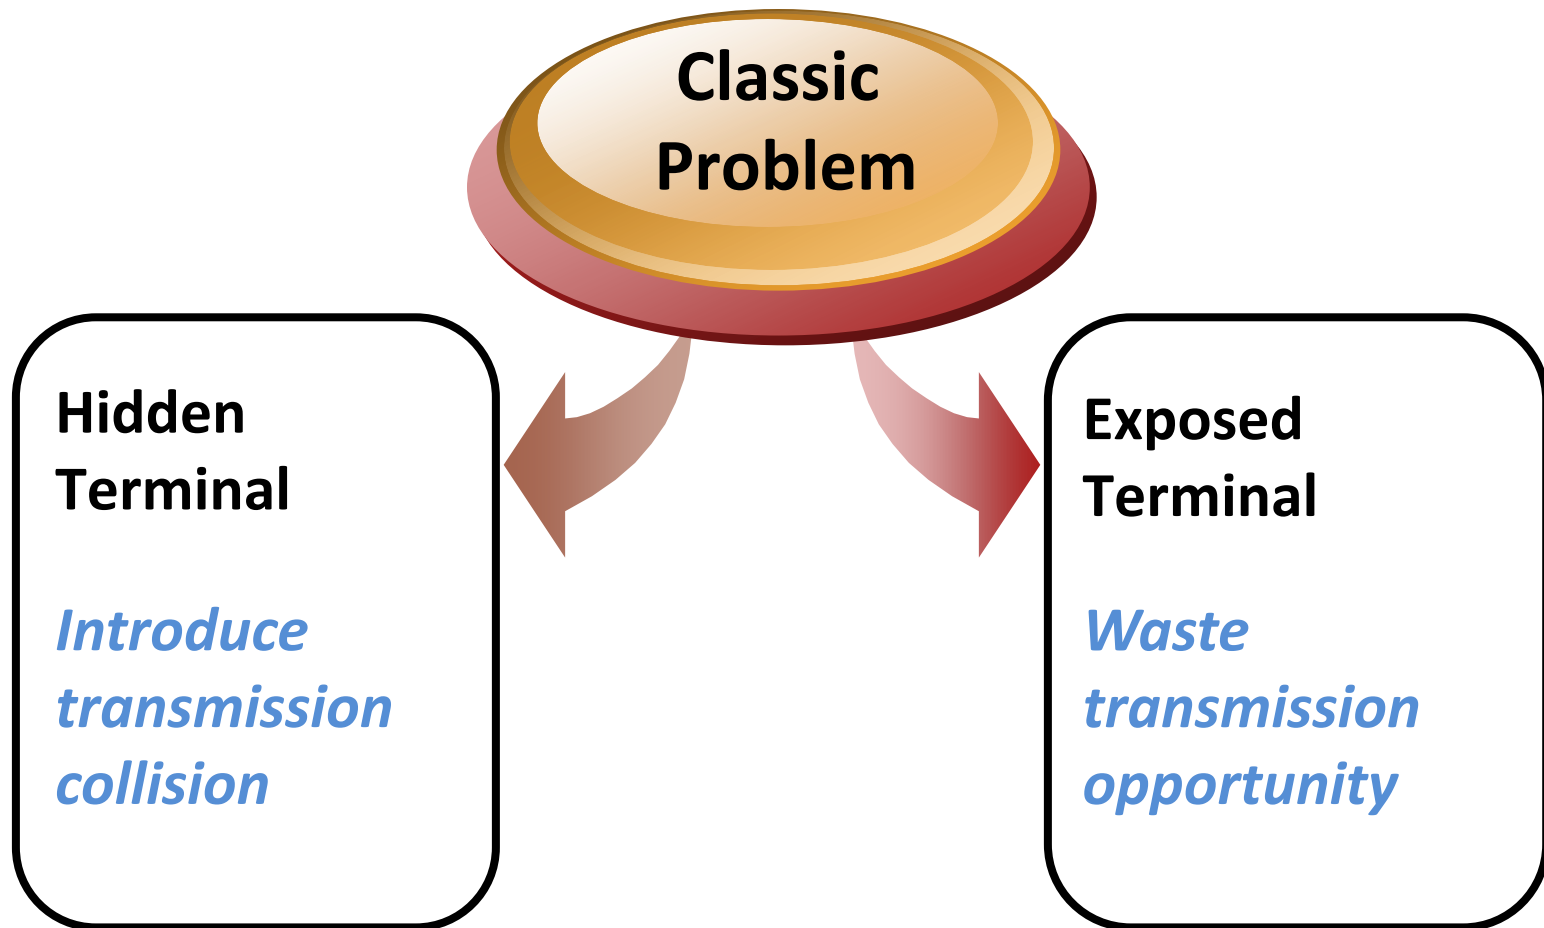 Classic
Problem
Hidden
Terminal
Introduce
transmission
collision
Exposed
Terminal
Waste
transmission
opportunity